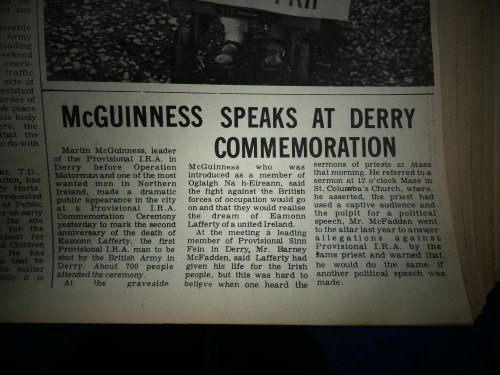 McGUINNESS SPEAKS AT DERRY
COMMEMORATION
Martin McGuinness, leader
of the Provisional I.R.A. in
Derry before Operation
Motorman and one of the most
wanted men in Northern
Ireland, made a dramatic
public appearance in the city
at a Provisional I.R.A.
Commemoration Ceremony
yesterday to mark the second
anniversary of the death of
Eamonn Lafferty, the first
Provisional I.R.A. man to be
shot by the British Army in
Derry. About 700 people
attended the ceremony.
At the graveside,
McGuinness who was
introduced as a member of
Oglaigh Na h-Eireann, said
the fight against the British
forces of occupation would go
on and that they would realise
the dream of Eamonn
Lafferty of a united Ireland.
At the meeting a leading
member of Provisional Sinn
Fein in Derry, Mr. Barney
McFadden, said Lafferty had
given his life for the Irish
people, but this was hard to
believe when one heard the
sermons of priests at Mass
that morning. He referred to a
sermon at 12 o'clock Mass in
St. Columba's Church, where,
he asserted, the priest had
used a captive audience and
the pulpit for a political
speech, Mr. McFadden went
to the altar last year to answer
allegations against
Provisional I.R.A. by the
same priest and warned that
he would do the same if
another political speech was
made.